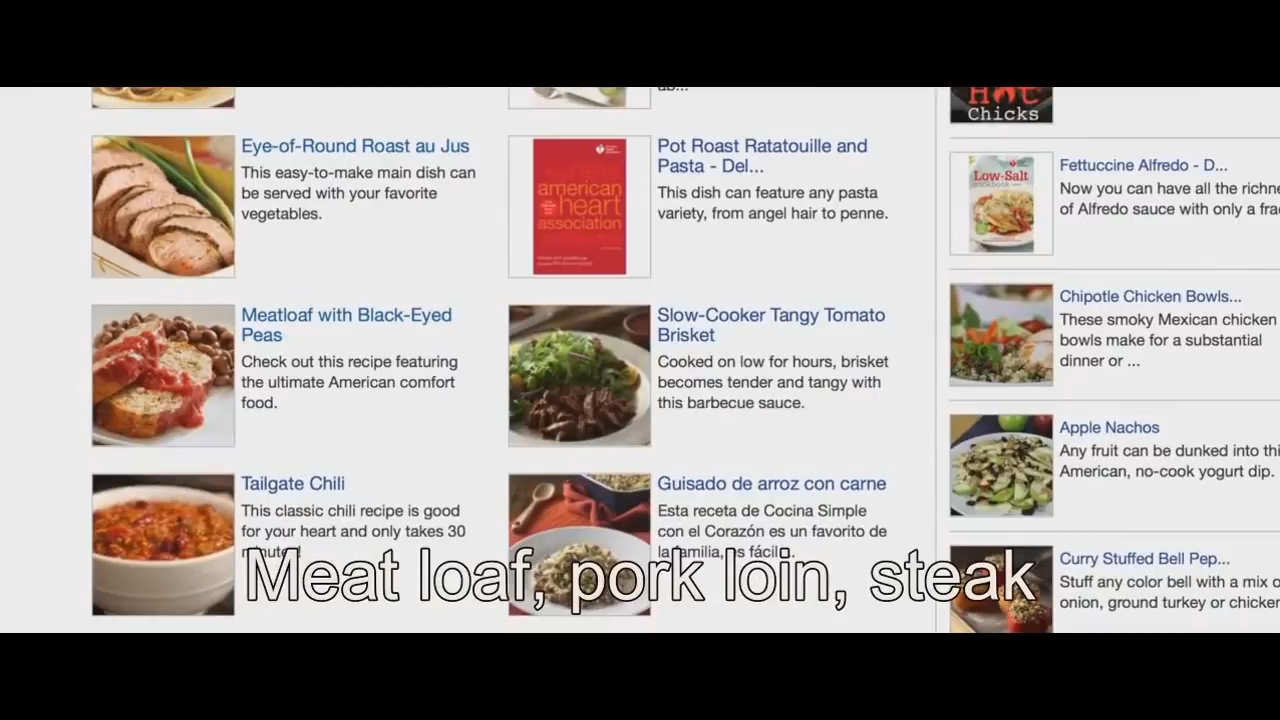 ab...
Eye-of-Round Roast au Jus
This easy-to-make main dish can
be served with your favorite
vegetables.
american
heart
association
Pot Roast Ratatouille and
Pasta - Del...
This dish can feature any pasta
variety, from angel hair to penne.
Meatloaf with Black-Eyed
Peas
Check out this recipe featuring
the ultimate American comfort
food.
Slow-Cooker Tangy Tomato
Brisket
Cooked on low for hours, brisket
becomes tender and tangy with
this barbecue sauce.
Tailgate Chili
This classic chili recipe is good
for your heart and only takes 30
Guisado de arroz con carne
Esta receta de Cocina Simple
con el Corazón es un favorito de
la familia, es fácil
HOT
Chicks
Low-Salt
cookbook
Fettuccine Alfredo - D...
Now you can have all the richne
of Alfredo sauce with only a fra
Chipotle Chicken Bowls...
These smoky Mexican chicken
bowls make for a substantial
dinner or ...
Apple Nachos
Any fruit can be dunked into thi
American, no-cook yogurt dip.
Curry Stuffed Bell Pep...
Stuff any color bell with a mix o
onion, ground turkey or chicken
Meat loaf, pork loin, steak